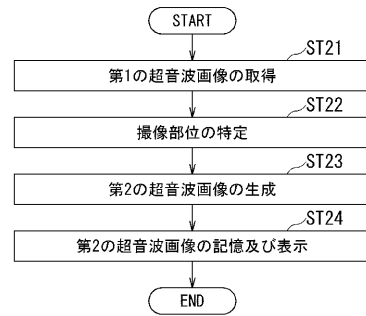 START
ST21
第1の超音波画像の取得
ST22
撮像部位の特定
ST23
第2の超音波画像の生成
ST24
第2の超音波画像の記憶及び表示
END